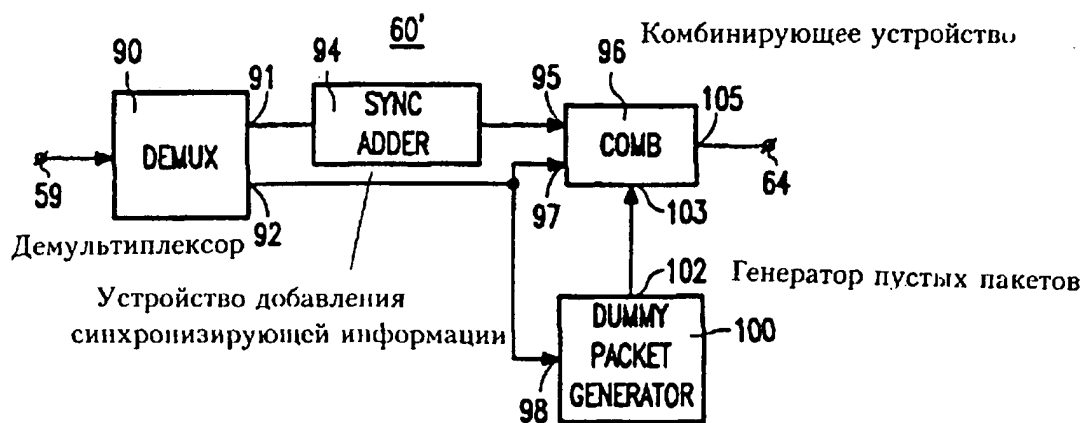 60'
Комбинирующее устройство
90
91
94
95
96
105
SYNC
ADDER
DEMUX
COMB
59
92
97
103
64
Демультиплексор
102
Генератор пустых пакетов
Устройство добавления
синхронизирующей информации
DUMMY
PACKET
GENERATOR
100
98